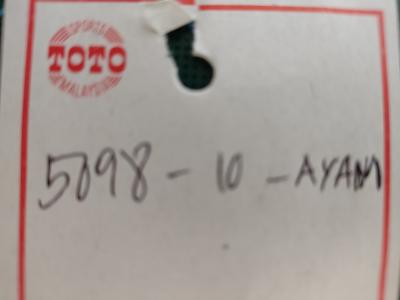 SPORTS
TOTO
MALAYSIA
5098 - 10 - AYAM